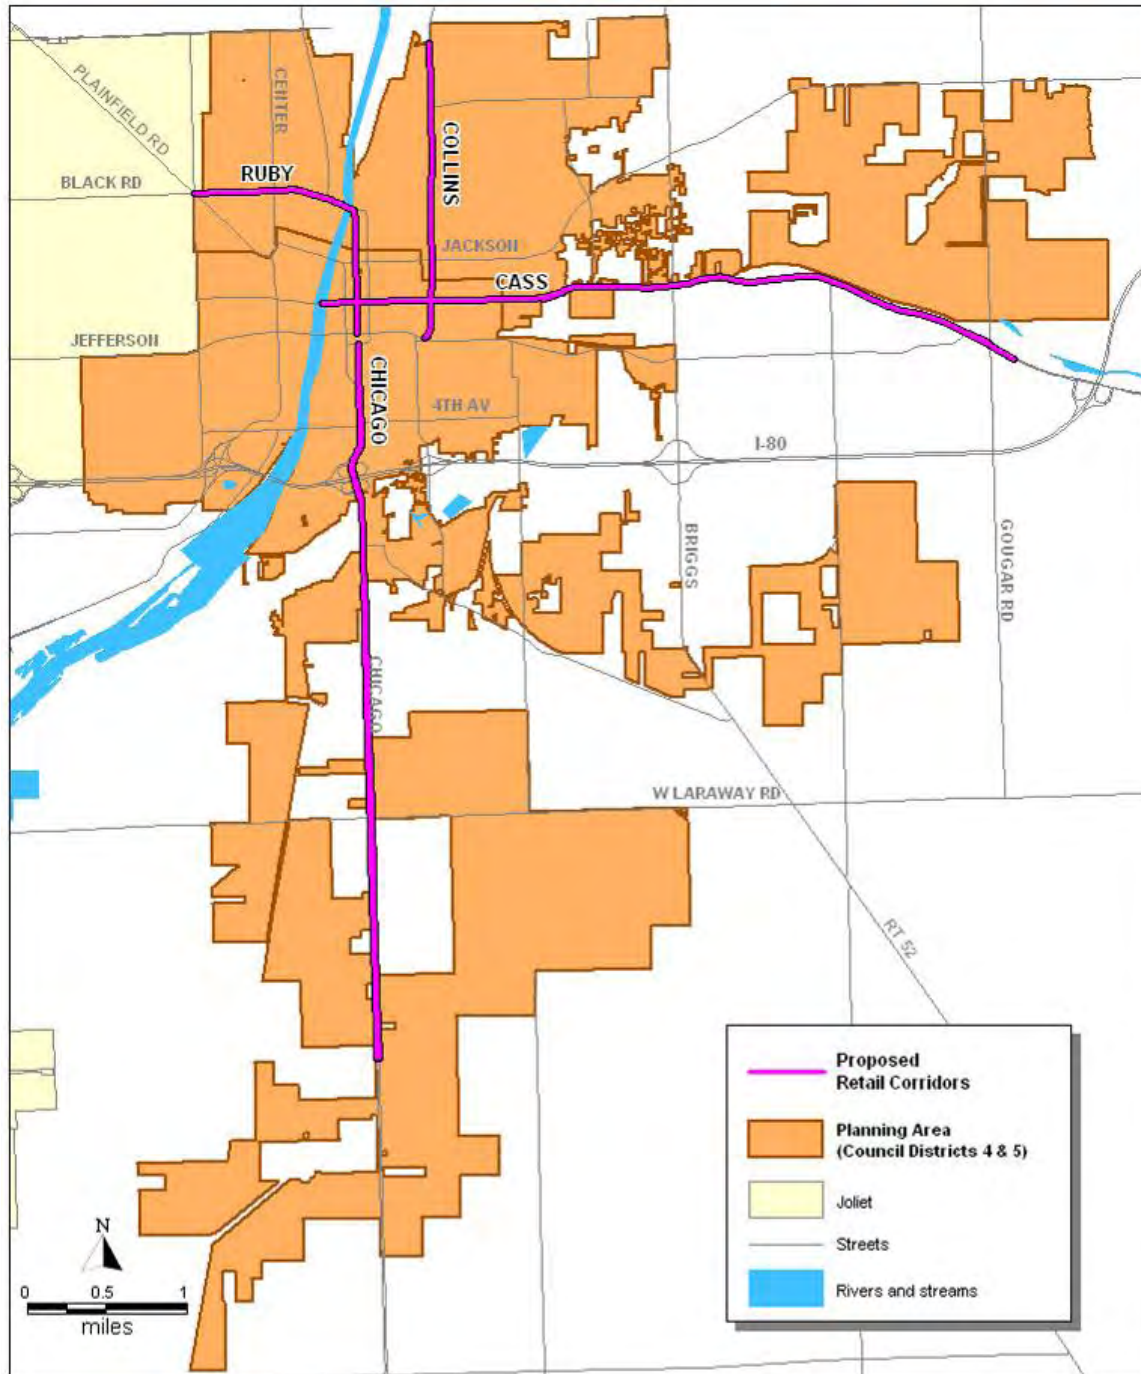 PLAINFIELD RD
CENTER
COLLINS
RUBY
BLACK RD
JACKSON
CASS
JEFFERSON
CHICAGO
4TH AV
I-80
BRIGGS
GOUGAR RD
CHICAGO
W LARAWAY RD
RT 52
Proposed
Retail Corridors
Planning Area
(Council Districts 4 & 5)
Joliet
Streets
Rivers and streams
N
0 0.5 1
miles